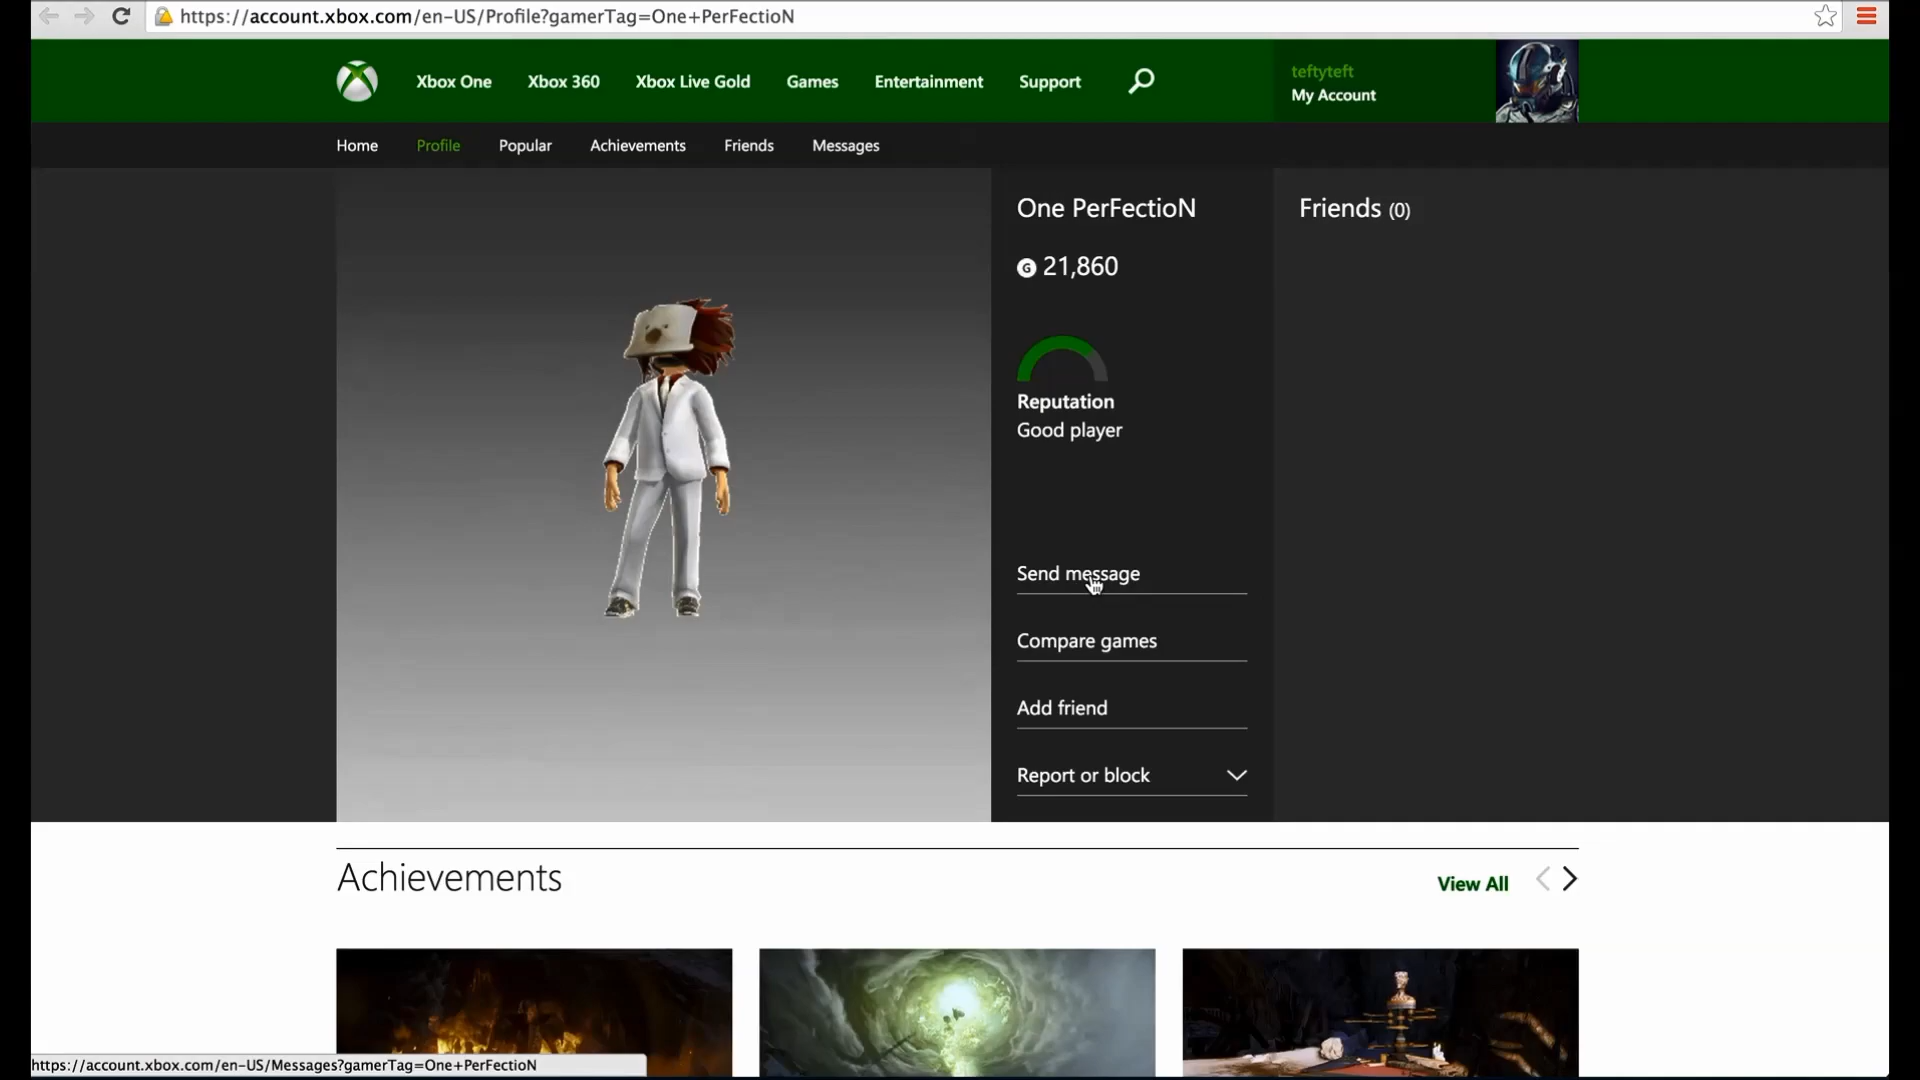 https://account.xbox.com/en-US/Profile?gamerTag=One+PerFectioN
Xbox One
Xbox 360
Xbox Live Gold
Games
Entertainment
Support
teftyteft
My Account
Home
Profile
Popular
Achievements
Friends
Messages
One PerFectioN
G 21,860
Reputation
Good player
Send message
Compare games
Add friend
Report or block
Friends (0)
Achievements
View All
https://account.xbox.com/en-US/Messages?gamerTag=One+PerFectioN